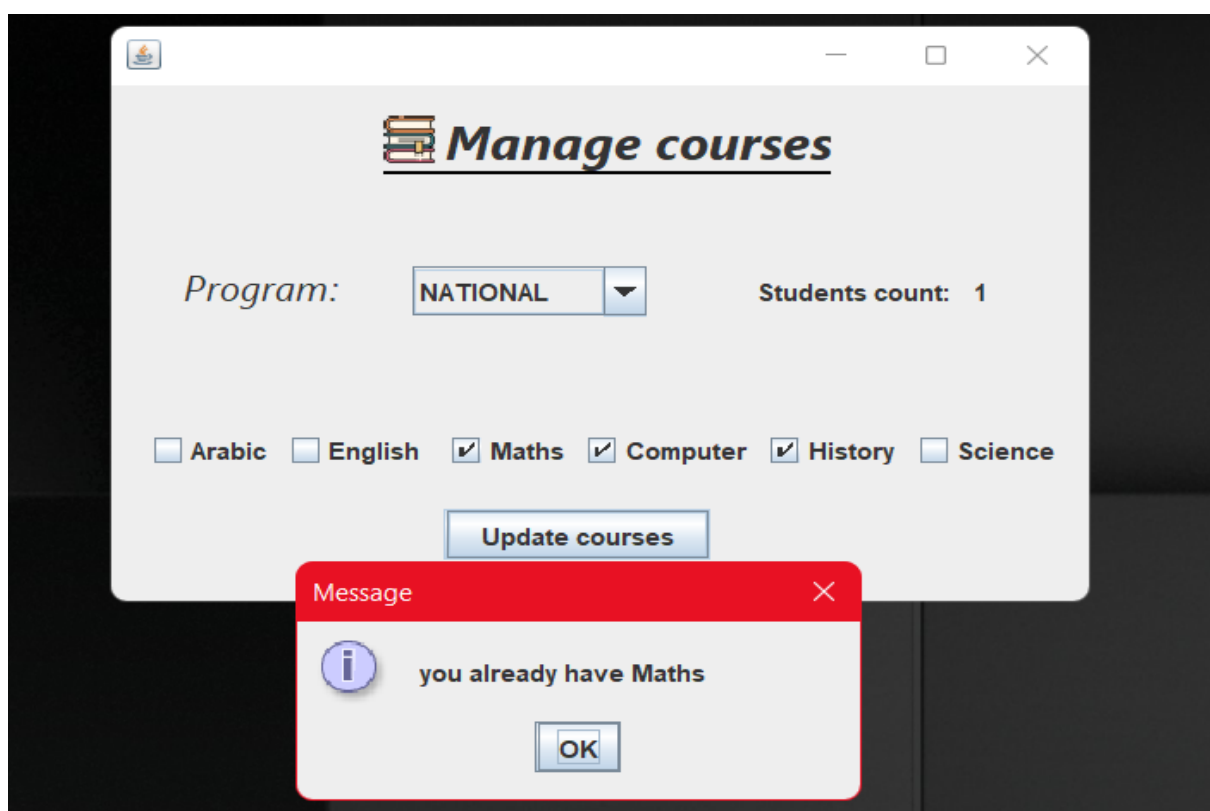 Manage courses
Program: NATIONAL Students count: 1
Arabic English Maths Computer History Science
Update courses
Message
i you already have Maths
OK